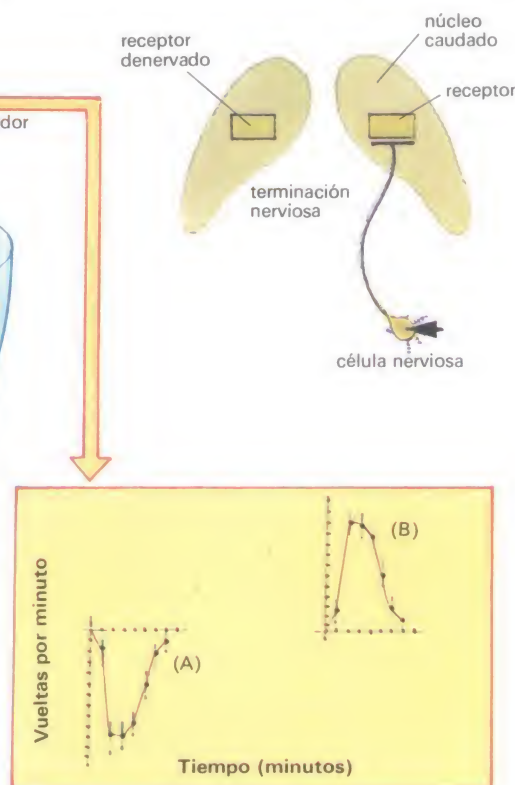 núcleo
caudado
receptor
denervado
receptor
dor
terminación
nerviosa
célula nerviosa
Vueltas por minuto
(B)
(A)
Tiempo (minutos)